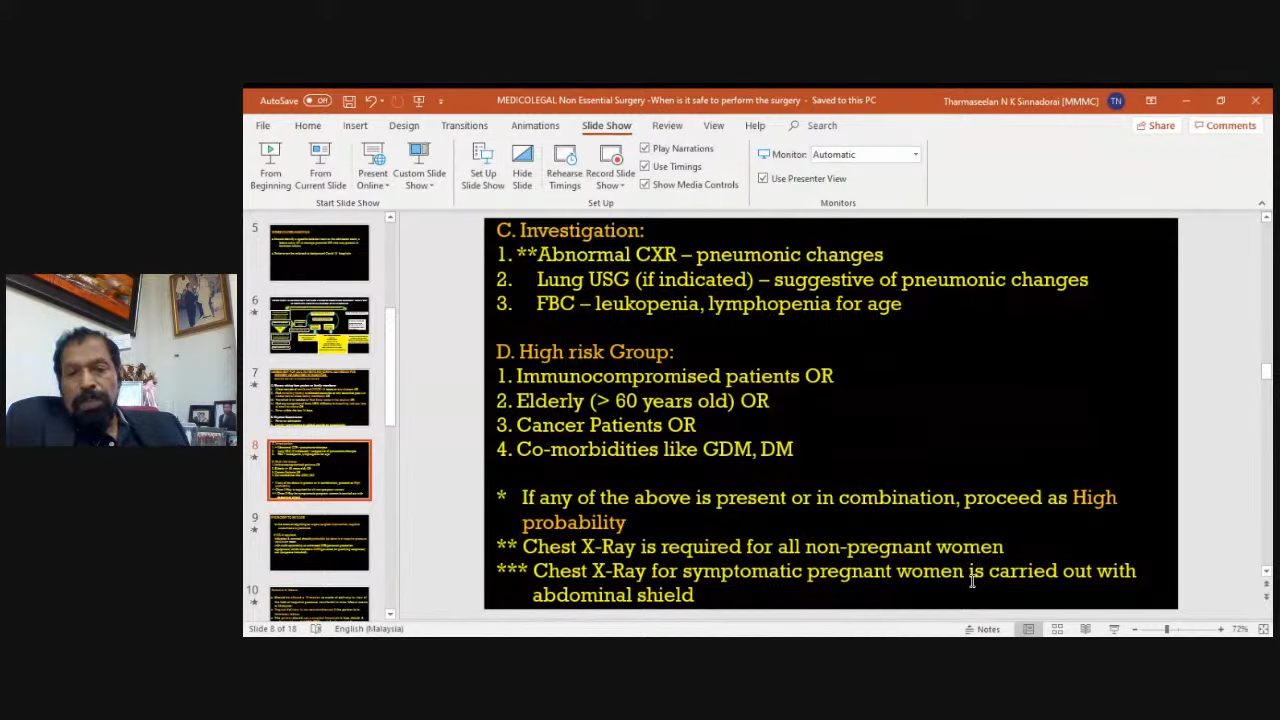 AutoSave Off
MEDICOLEGAL Non Essential Surgery -When is it safe to perform the surgery - Saved to this PC
Tharmaseelan N K Sinnadorai [MMMC] TN
File Home Insert Design Transitions Animations Slide Show Review View Help Search
Share Comments
From Beginning
From Current Slide
Present Online
Custom Slide Show
Start Slide Show
Set Up Slide Show
Hide Slide
Rehearse Timings
Record Slide Show
Play Narrations
Use Timings
Show Media Controls
Set Up
Monitor: Automatic
Use Presenter View
Monitors
5
6
7
8
9
10
C. Investigation:
1. **Abnormal CXR – pneumonic changes
2. Lung USG (if indicated) – suggestive of pneumonic changes
3. FBC – leukopenia, lymphopenia for age
D. High risk Group:
1. Immunocompromised patients OR
2. Elderly (> 60 years old) OR
3. Cancer Patients OR
4. Co-morbidities like GDM, DM
* If any of the above is present or in combination, proceed as High
probability
** Chest X-Ray is required for all non-pregnant women
*** Chest X-Ray for symptomatic pregnant women is carried out with
abdominal shield
Slide 8 of 18 English (Malaysia) Notes 72%